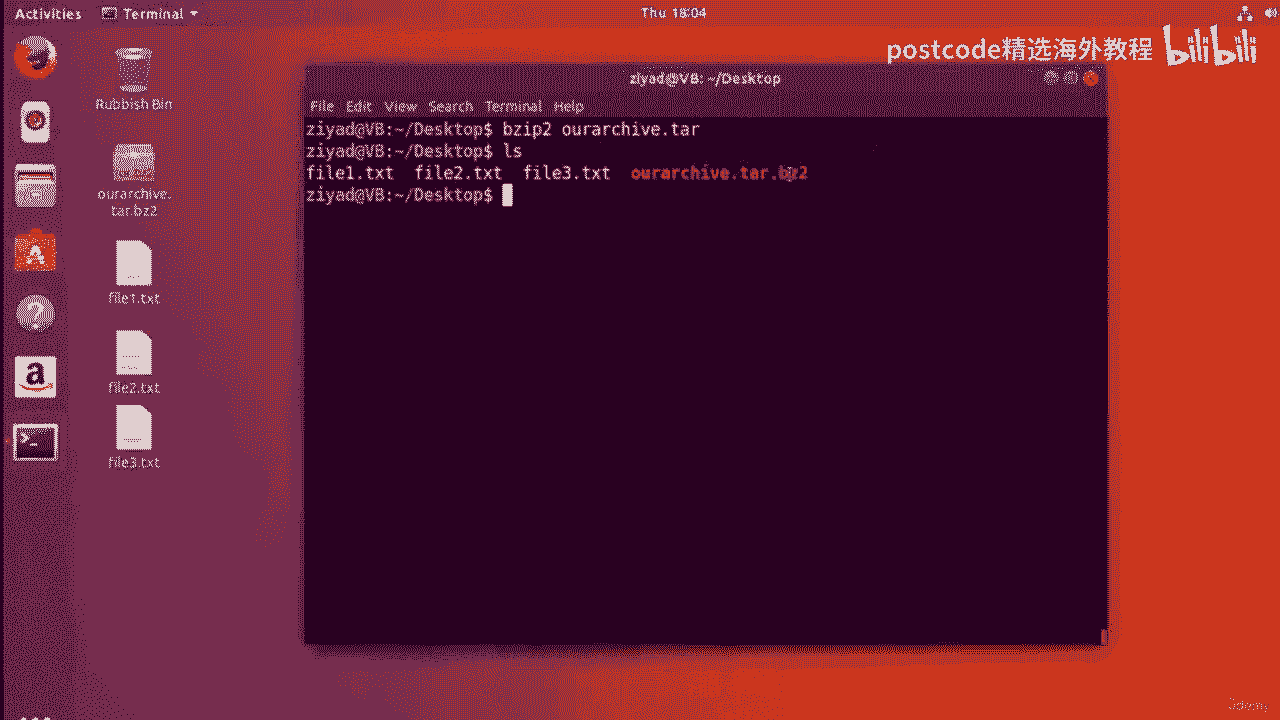 Activities Terminal
Thu 18:04
postcode精选海外教程 bilibili
Rubbish Bin
ourarchive.
tar.bz2
file1.txt
file2.txt
file3.txt
ziyad@VB: ~/Desktop
File Edit View Search Terminal Help
ziyad@VB:~/Desktop$ bzip2 ourarchive.tar
ziyad@VB:~/Desktop$ ls
file1.txt file2.txt file3.txt ourarchive.tar.bz2
ziyad@VB:~/Desktop$
Udemy